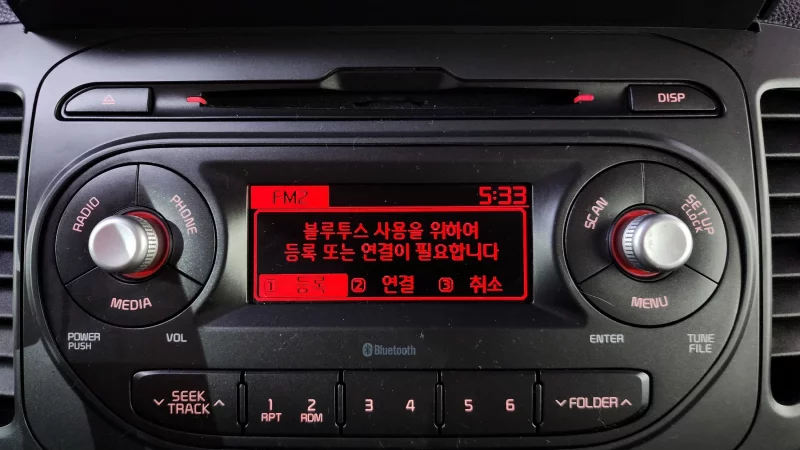 DISP
FM2 5:33
블루투스 사용을 위하여
등록 또는 연결이 필요합니다
1 등록 2 연결 3 취소
RADIO
PHONE
MEDIA
POWER
PUSH
VOL
SCAN
SETUP
CLOCK
MENU
ENTER
TUNE
FILE
Bluetooth
SEEK
TRACK
1 2 3 4 5 6
RPT RDM
FOLDER